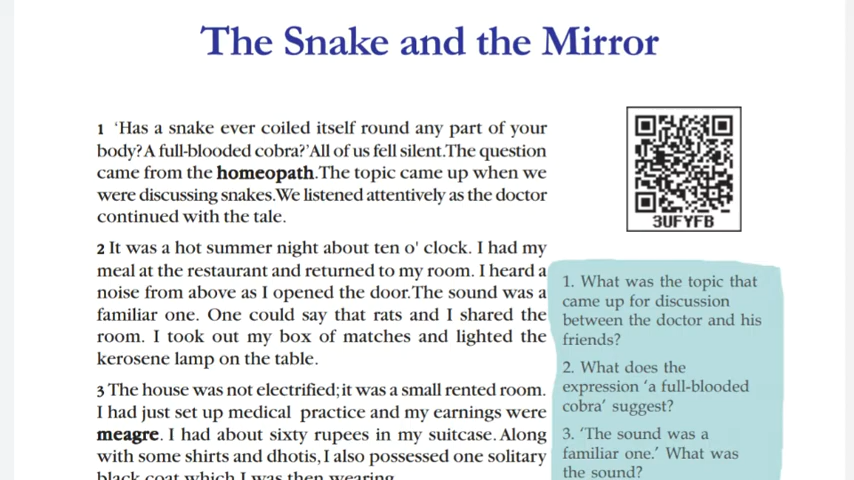 The Snake and the Mirror
1 'Has a snake ever coiled itself round any part of your
body? A full-blooded cobra?' All of us fell silent.The question
came from the homeopath.The topic came up when we
were discussing snakes.We listened attentively as the doctor
continued with the tale.
2 It was a hot summer night about ten o' clock. I had my
meal at the restaurant and returned to my room. I heard a
noise from above as I opened the door.The sound was a
familiar one. One could say that rats and I shared the
room. I took out my box of matches and lighted the
kerosene lamp on the table.
3 The house was not electrified; it was a small rented room.
I had just set up medical practice and my earnings were
meagre. I had about sixty rupees in my suitcase. Along
with some shirts and dhotis, I also possessed one solitary
black coat which I was then wearing.
3UFYFB
1. What was the topic that
came up for discussion
between the doctor and his
friends?
2. What does the
expression 'a full-blooded
cobra' suggest?
3. 'The sound was a
familiar one.' What was
the sound?